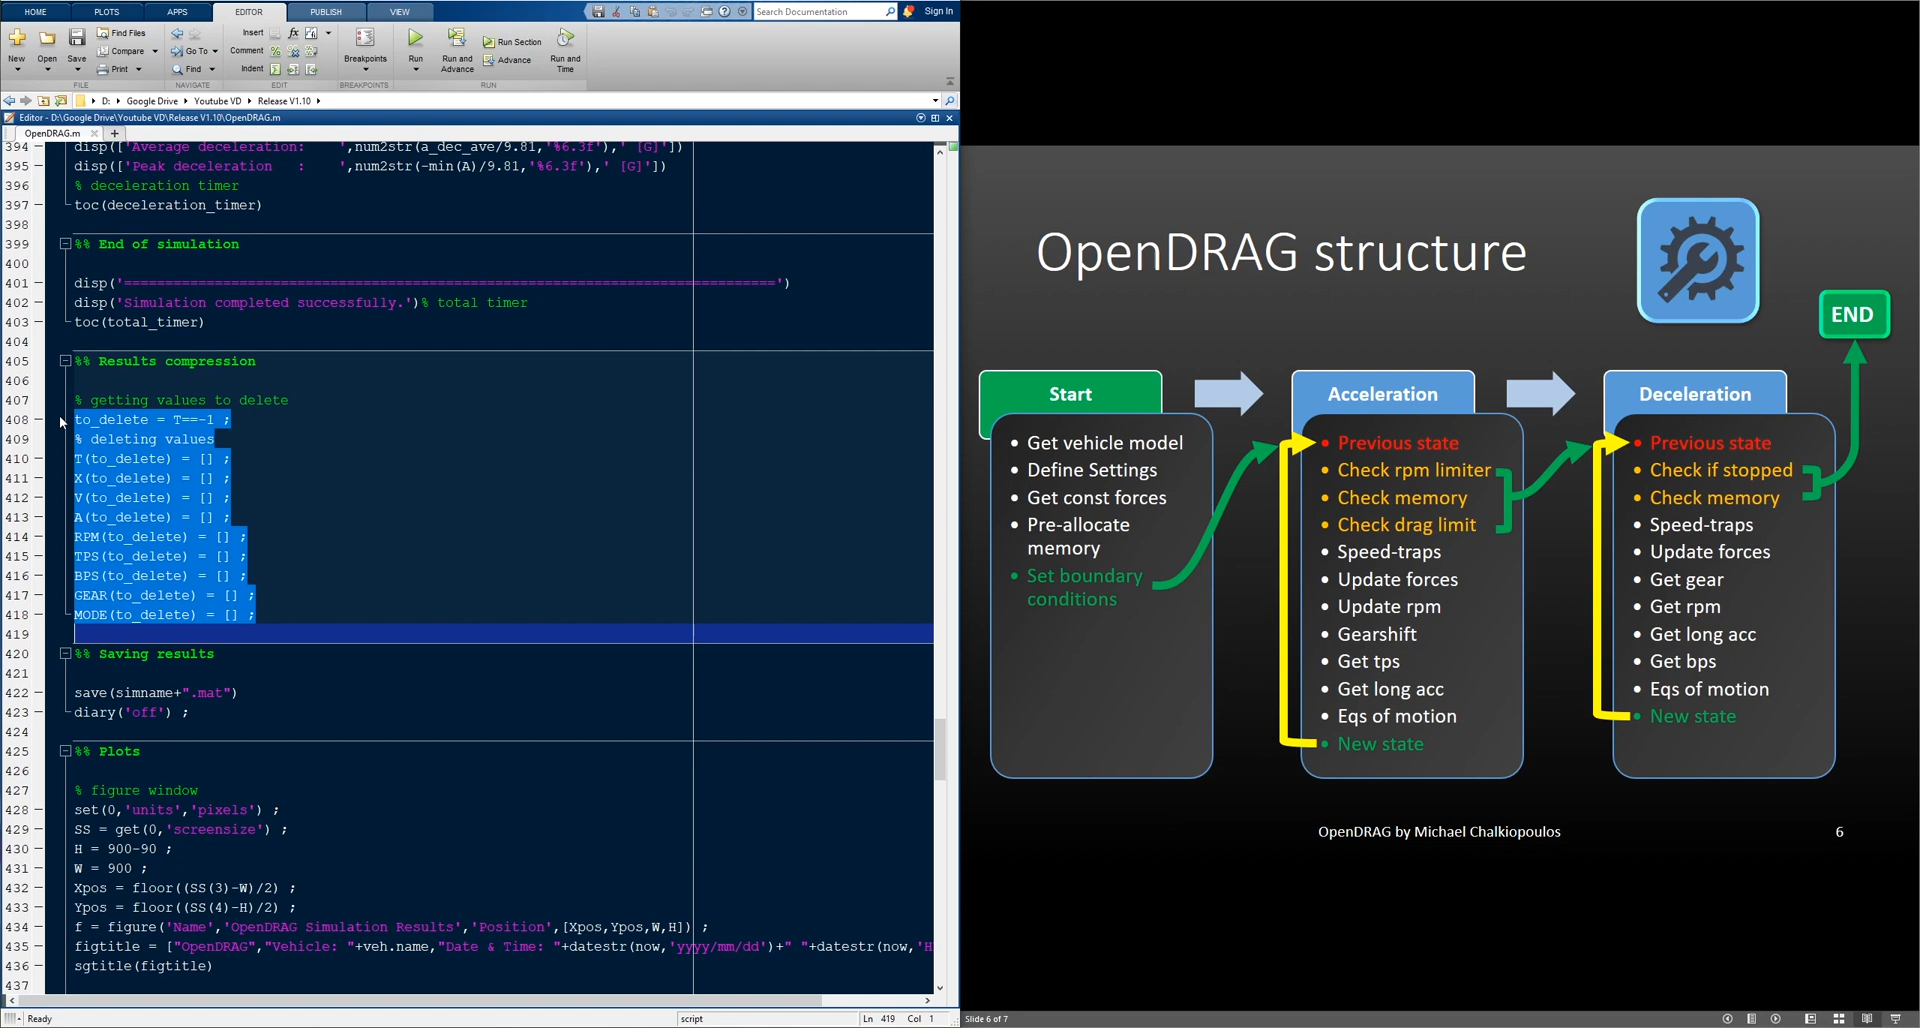 HOME PLOTS APPS EDITOR PUBLISH VIEW Search Documentation Sign In
New Open Save Find Files Compare Print Go To Find Insert Comment Indent Breakpoints Run Run and Advance Run Section Advance Run and Time
FILE NAVIGATE EDIT BREAKPOINTS RUN
D: Google Drive Youtube VD Release V1.10
Editor - D:\Google Drive\Youtube VD\Release V1.10\OpenDRAG.m
OpenDRAG.m
394 disp(['Average deceleration:    ',num2str(a_dec_ave/9.81,'%6.3f'),' [G]'])
395 disp(['Peak deceleration   :    ',num2str(-min(A)/9.81,'%6.3f'),' [G]'])
396 % deceleration timer
397 toc(deceleration_timer)
398
399 %% End of simulation
400
401 disp('===============================================================================')
402 disp('Simulation completed successfully.')% total timer
403 toc(total_timer)
404
405 %% Results compression
406
407 % getting values to delete
408 to_delete = T==-1 ;
409 % deleting values
410 T(to_delete) = [] ;
411 X(to_delete) = [] ;
412 V(to_delete) = [] ;
413 A(to_delete) = [] ;
414 RPM(to_delete) = [] ;
415 TPS(to_delete) = [] ;
416 BPS(to_delete) = [] ;
417 GEAR(to_delete) = [] ;
418 MODE(to_delete) = [] ;
419
420 %% Saving results
421
422 save(simname+".mat")
423 diary('off') ;
424
425 %% Plots
426
427 % figure window
428 set(0,'units','pixels') ;
429 SS = get(0,'screensize') ;
430 H = 900-90 ;
431 W = 900 ;
432 Xpos = floor((SS(3)-W)/2) ;
433 Ypos = floor((SS(4)-H)/2) ;
434 f = figure('Name','OpenDRAG Simulation Results','Position',[Xpos,Ypos,W,H]) ;
435 figtitle = ["OpenDRAG","Vehicle: "+veh.name,"Date & Time: "+datestr(now,'yyyy/mm/dd')+" "+datestr(now,'H
436 sgtitle(figtitle)
437
Ready script Ln 419 Col 1
OpenDRAG structure
END
Start
• Get vehicle model
• Define Settings
• Get const forces
• Pre-allocate
memory
• Set boundary
conditions
Acceleration
• Previous state
• Check rpm limiter
• Check memory
• Check drag limit
• Speed-traps
• Update forces
• Update rpm
• Gearshift
• Get tps
• Get long acc
• Eqs of motion
• New state
Deceleration
• Previous state
• Check if stopped
• Check memory
• Speed-traps
• Update forces
• Get gear
• Get rpm
• Get long acc
• Get bps
• Eqs of motion
• New state
OpenDRAG by Michael Chalkiopoulos 6
Slide 6 of 7